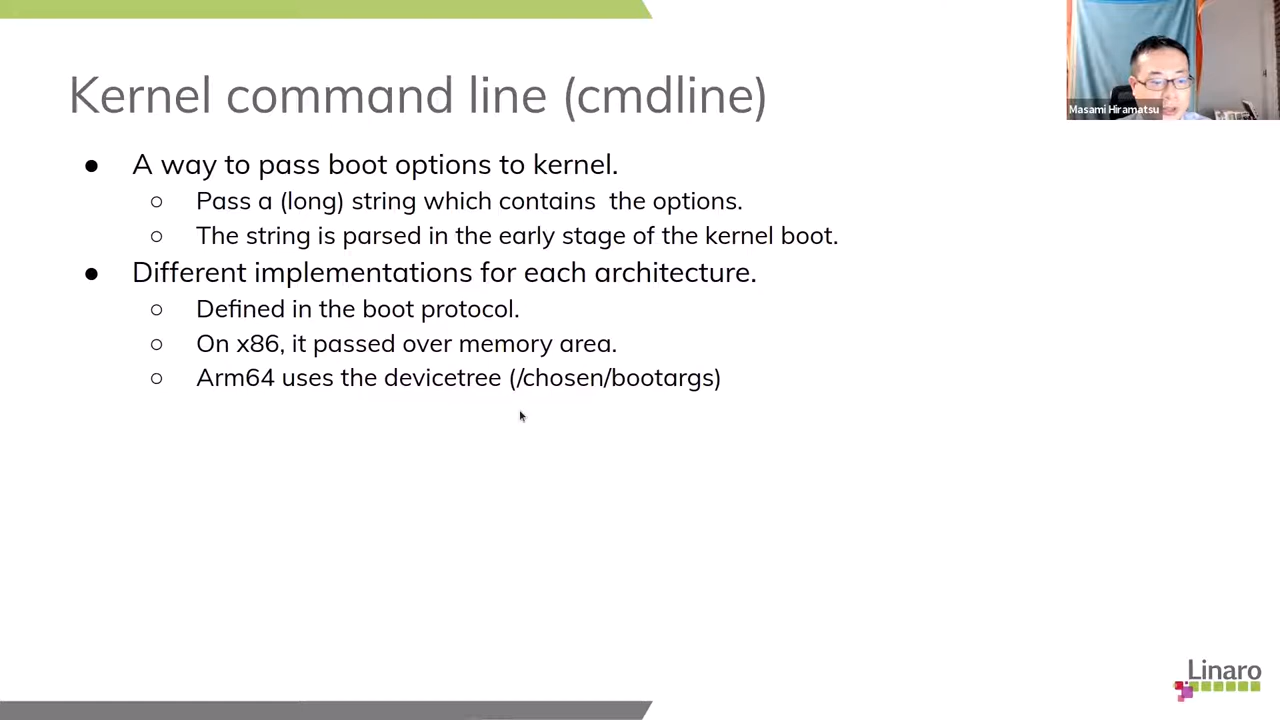 Kernel command line (cmdline)
Masami Hiramatsu
● A way to pass boot options to kernel.
○ Pass a (long) string which contains  the options.
○ The string is parsed in the early stage of the kernel boot.
● Different implementations for each architecture.
○ Defined in the boot protocol.
○ On x86, it passed over memory area.
○ Arm64 uses the devicetree (/chosen/bootargs)
Linaro